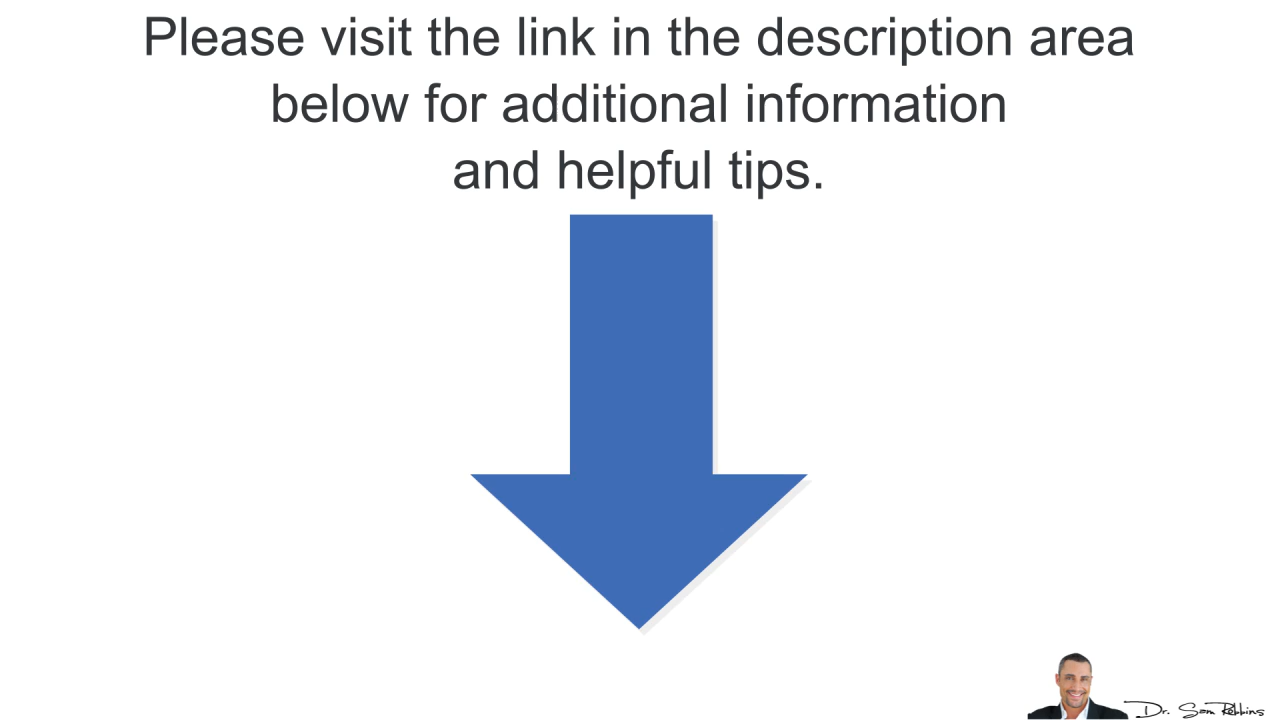 Please visit the link in the description area
below for additional information
and helpful tips.
Dr. Sam Robbins